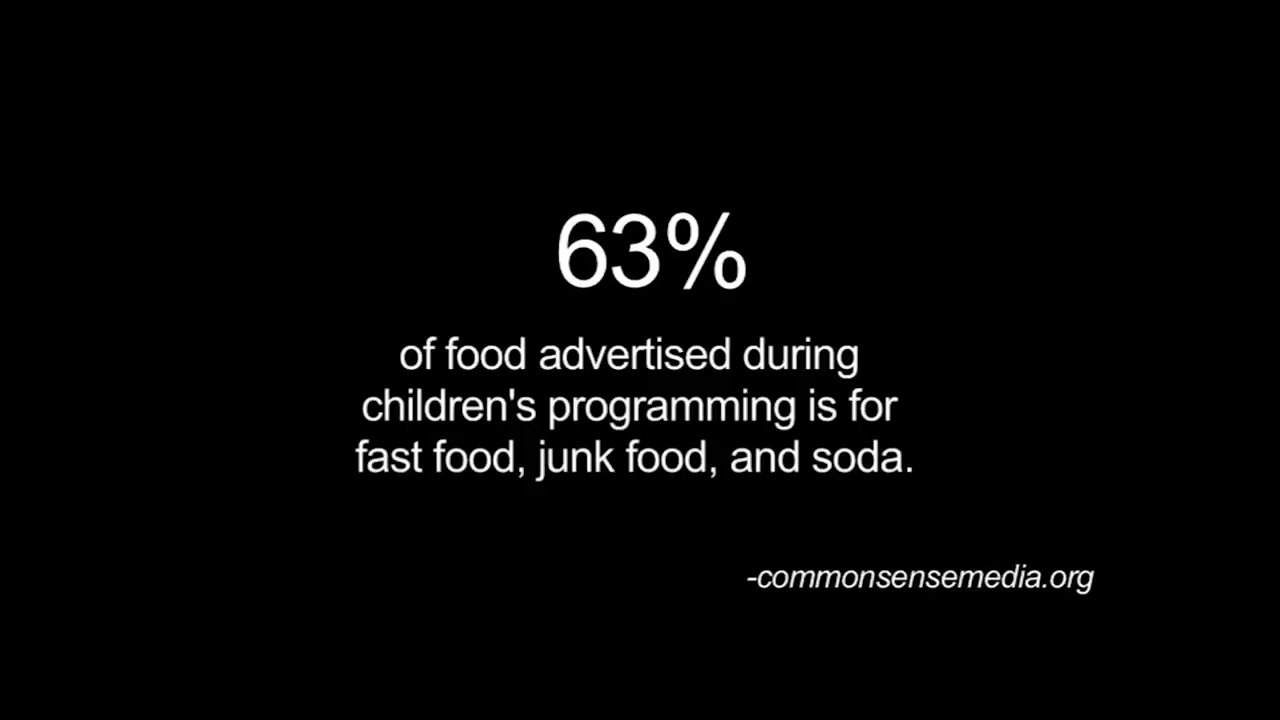 63%
of food advertised during
children's programming is for
fast food, junk food, and soda.
-commonsensemedia.org